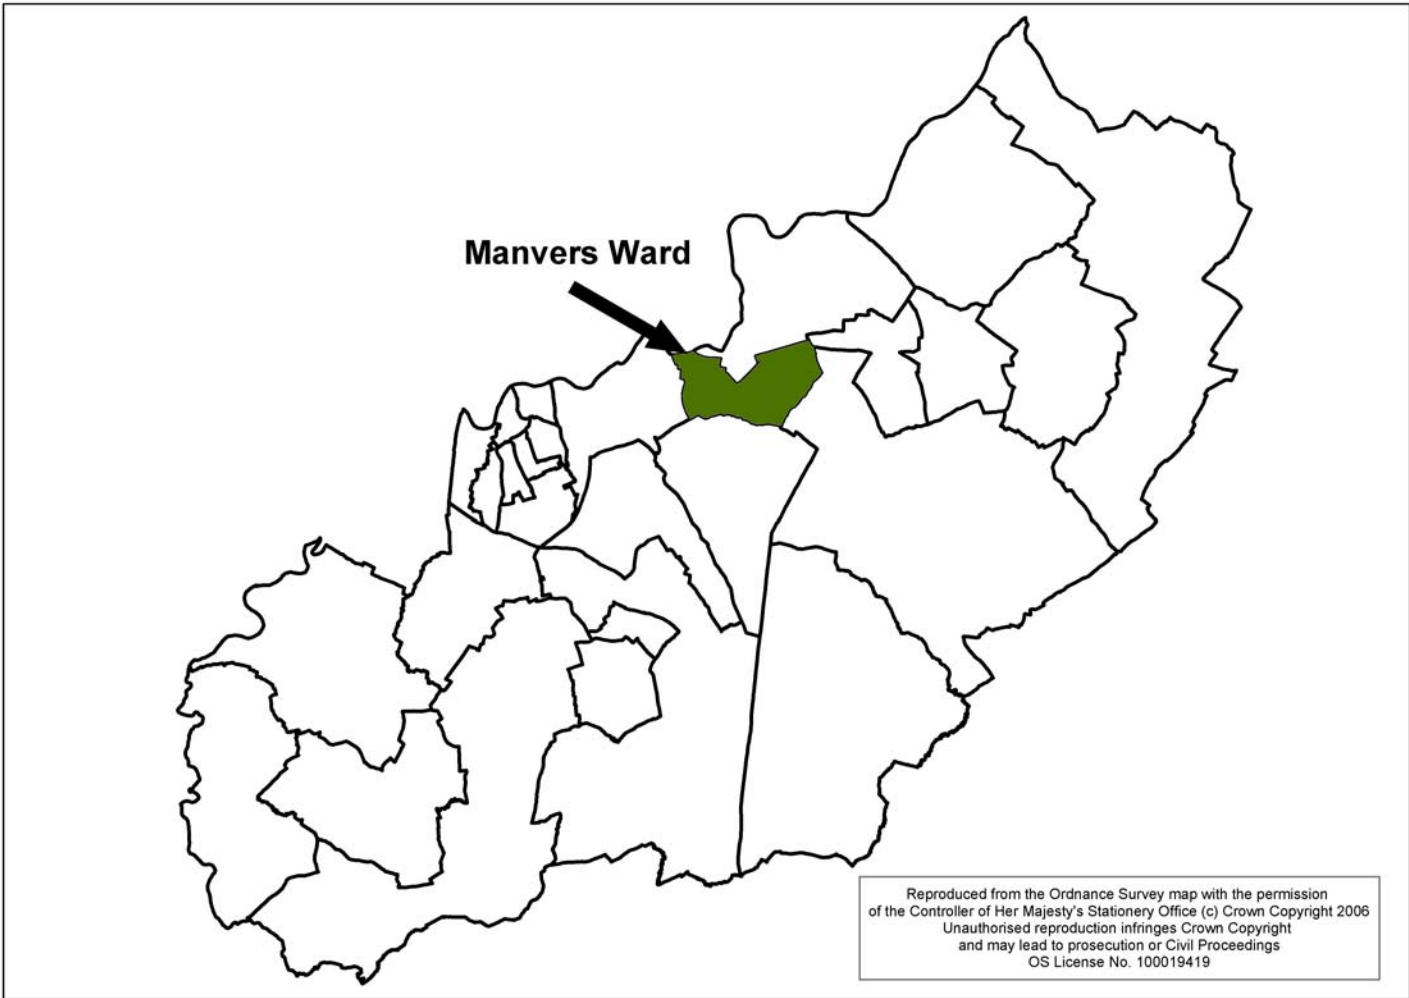 Manvers Ward
Reproduced from the Ordnance Survey map with the permission
of the Controller of Her Majesty's Stationery Office (c) Crown Copyright 2006
Unauthorised reproduction infringes Crown Copyright
and may lead to prosecution or Civil Proceedings
OS License No. 100019419